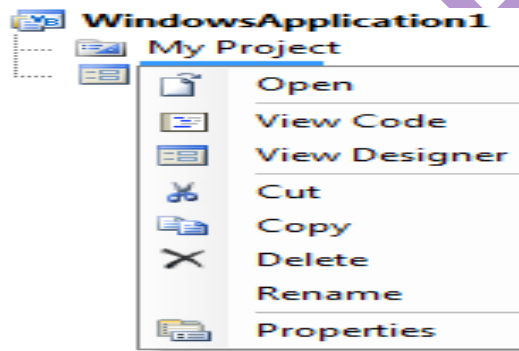 WindowsApplication1
My Project
Open
View Code
View Designer
Cut
Copy
Delete
Rename
Properties